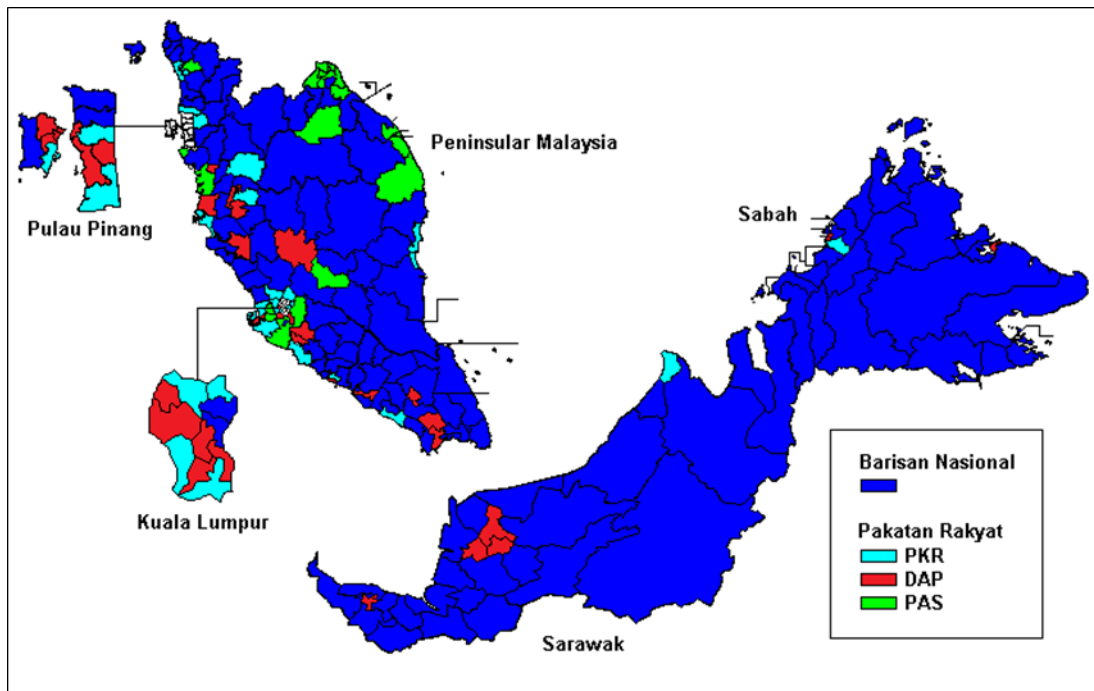 Peninsular Malaysia
Sabah
Pulau Pinang
Kuala Lumpur
Sarawak
Barisan Nasional
Pakatan Rakyat
PKR
DAP
PAS